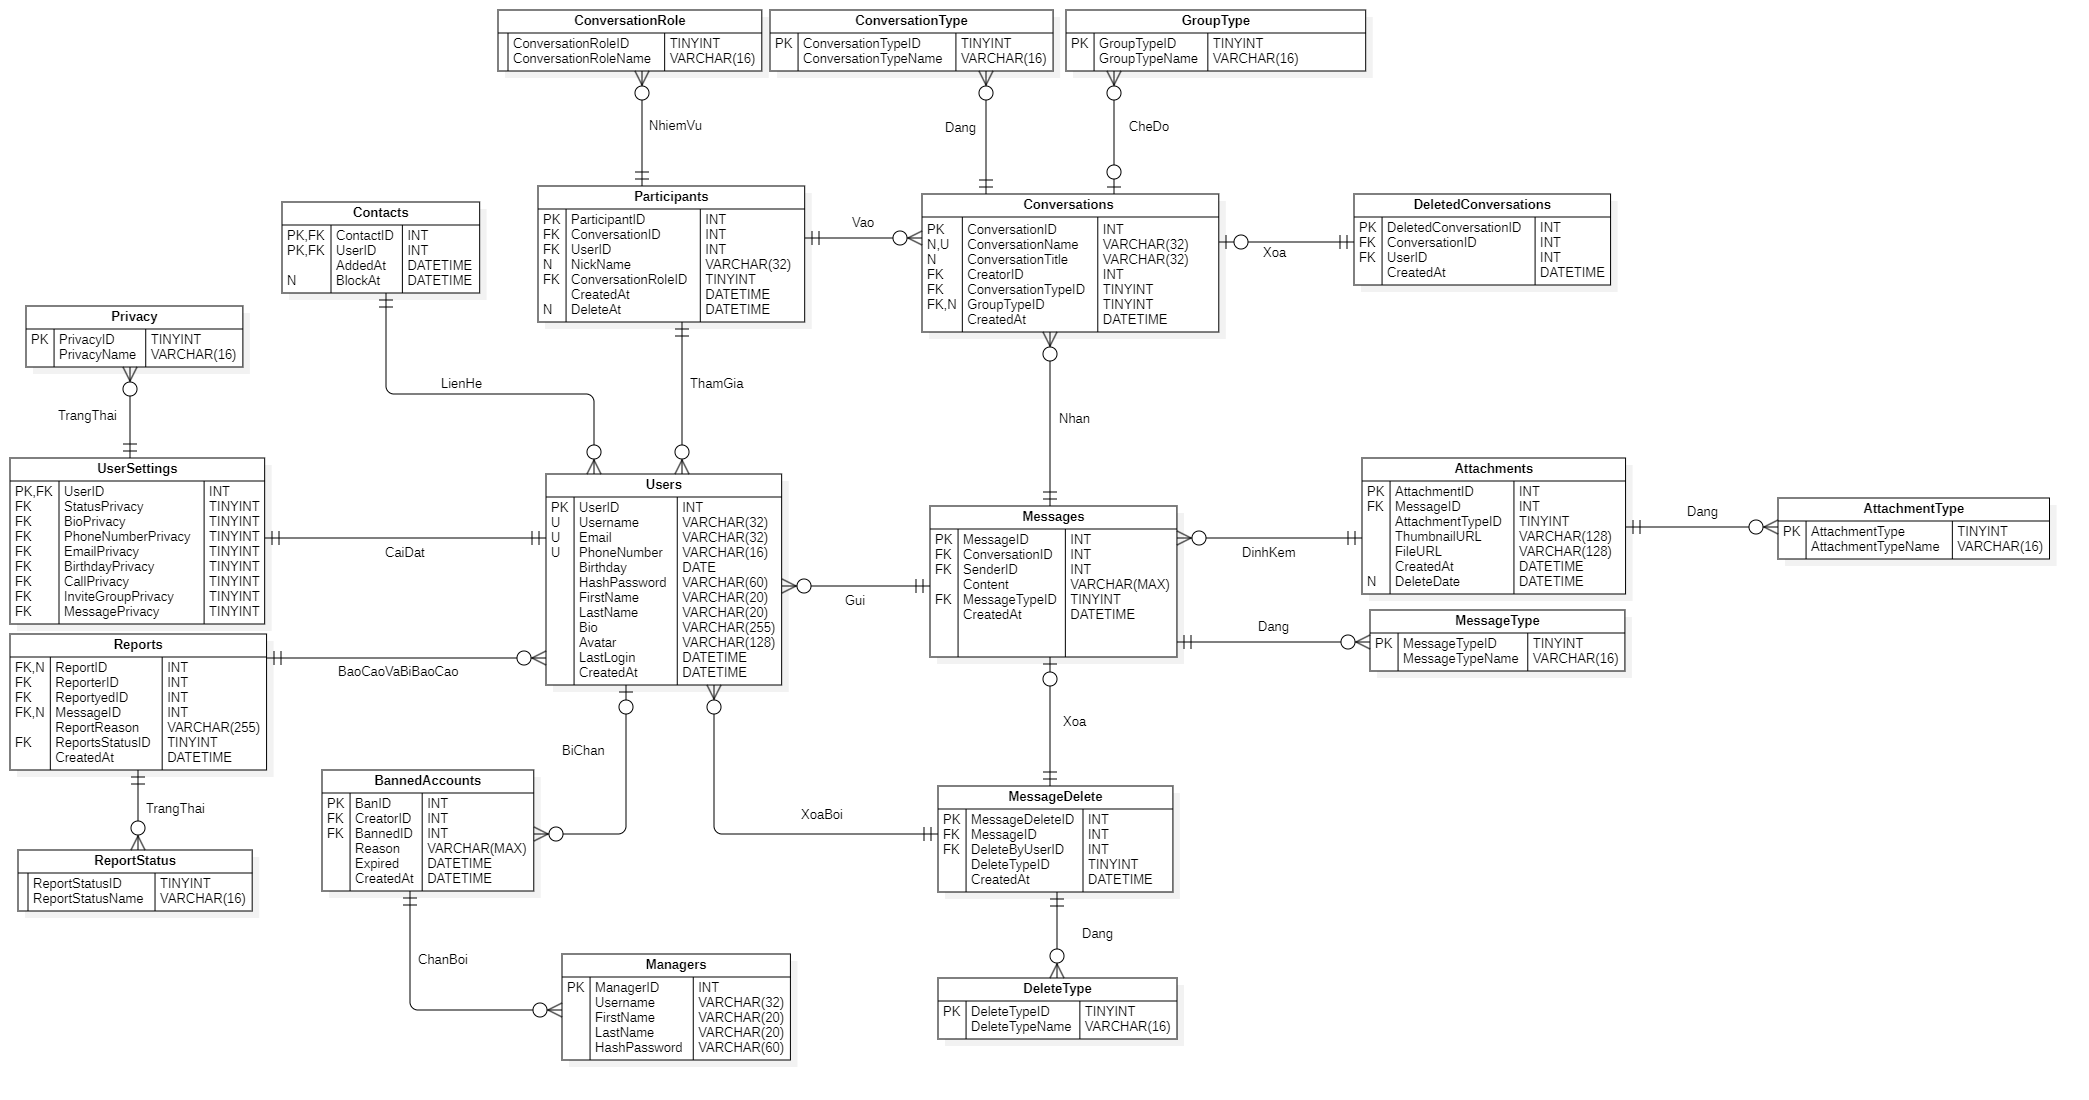 ConversationRole
ConversationRoleID TINYINT
ConversationRoleName VARCHAR(16)
ConversationType
PK ConversationTypeID TINYINT
ConversationTypeName VARCHAR(16)
GroupType
PK GroupTypeID TINYINT
GroupTypeName VARCHAR(16)
NhiemVu
Dang
CheDo
Contacts
PK,FK ContactID INT
PK,FK UserID INT
AddedAt DATETIME
N BlockAt DATETIME
Participants
PK ParticipantID INT
FK ConversationID INT
FK UserID INT
N NickName VARCHAR(32)
FK ConversationRoleID TINYINT
CreatedAt DATETIME
N DeleteAt DATETIME
Vao
Conversations
PK ConversationID INT
N,U ConversationName VARCHAR(32)
N ConversationTitle VARCHAR(32)
FK CreatorID INT
FK ConversationTypeID TINYINT
FK,N GroupTypeID TINYINT
CreatedAt DATETIME
Xoa
DeletedConversations
PK DeletedConversationID INT
FK ConversationID INT
FK UserID INT
CreatedAt DATETIME
Privacy
PK PrivacyID TINYINT
PrivacyName VARCHAR(16)
LienHe
ThamGia
TrangThai
Nhan
UserSettings
PK,FK UserID INT
FK StatusPrivacy TINYINT
FK BioPrivacy TINYINT
FK PhoneNumberPrivacy TINYINT
FK EmailPrivacy TINYINT
FK BirthdayPrivacy TINYINT
FK CallPrivacy TINYINT
FK InviteGroupPrivacy TINYINT
FK MessagePrivacy TINYINT
CaiDat
Users
PK UserID INT
U Username VARCHAR(32)
U Email VARCHAR(32)
U PhoneNumber VARCHAR(16)
Birthday DATE
HashPassword VARCHAR(60)
FirstName VARCHAR(20)
LastName VARCHAR(20)
Bio VARCHAR(255)
Avatar VARCHAR(128)
LastLogin DATETIME
CreatedAt DATETIME
Gui
Messages
PK MessageID INT
FK ConversationID INT
FK SenderID INT
Content VARCHAR(MAX)
FK MessageTypeID TINYINT
CreatedAt DATETIME
DinhKem
Attachments
PK AttachmentID INT
FK MessageID INT
AttachmentTypeID TINYINT
ThumbnailURL VARCHAR(128)
FileURL VARCHAR(128)
CreatedAt DATETIME
N DeleteDate DATETIME
Dang
AttachmentType
PK AttachmentType TINYINT
AttachmentTypeName VARCHAR(16)
Dang
MessageType
PK MessageTypeID TINYINT
MessageTypeName VARCHAR(16)
Reports
FK,N ReportID INT
FK ReporterID INT
FK ReportyedID INT
FK,N MessageID INT
ReportReason VARCHAR(255)
FK ReportsStatusID TINYINT
CreatedAt DATETIME
BaoCaoVaBiBaoCao
Xoa
BiChan
TrangThai
XoaBoi
BannedAccounts
PK BanID INT
FK CreatorID INT
FK BannedID INT
Reason VARCHAR(MAX)
Expired DATETIME
CreatedAt DATETIME
MessageDelete
PK MessageDeleteID INT
FK MessageID INT
FK DeleteByUserID INT
DeleteTypeID TINYINT
CreatedAt DATETIME
ReportStatus
ReportStatusID TINYINT
ReportStatusName VARCHAR(16)
Dang
ChanBoi
Managers
PK ManagerID INT
Username VARCHAR(32)
FirstName VARCHAR(20)
LastName VARCHAR(20)
HashPassword VARCHAR(60)
DeleteType
PK DeleteTypeID TINYINT
DeleteTypeName VARCHAR(16)